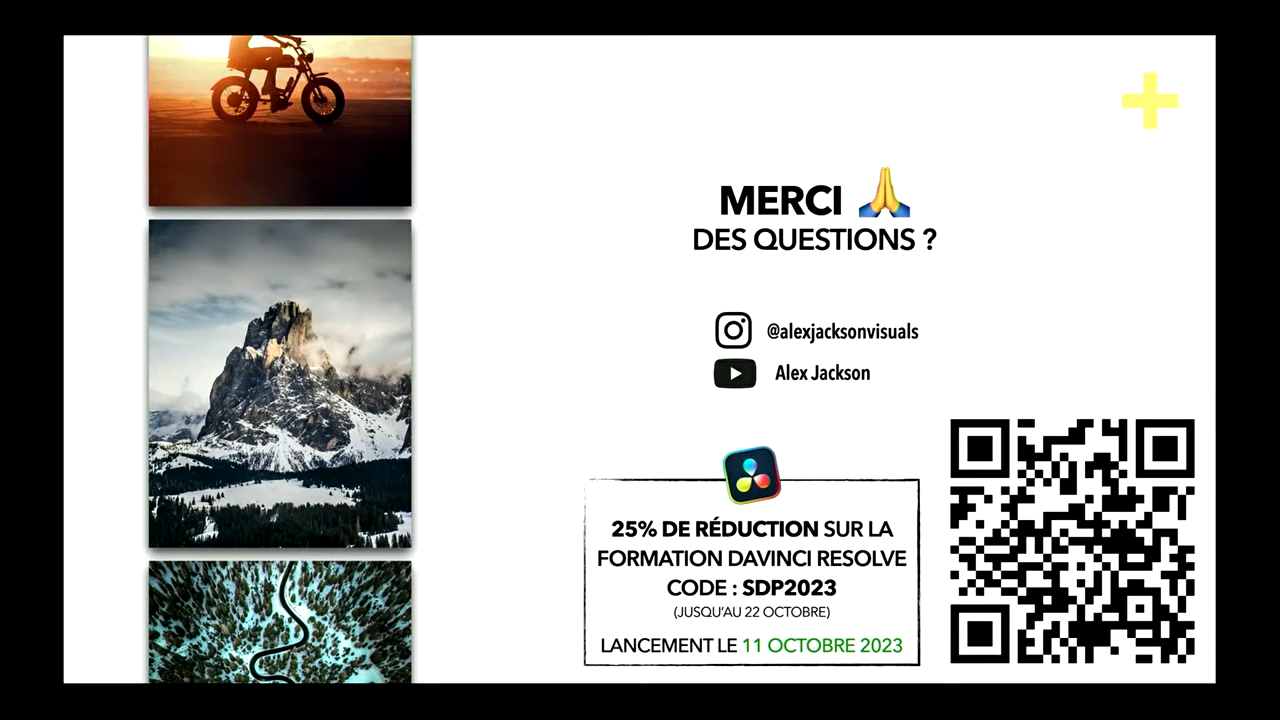 MERCI 🙏
DES QUESTIONS ?
@alexjacksonvisuals
Alex Jackson
25% DE RÉDUCTION SUR LA
FORMATION DAVINCI RESOLVE
CODE : SDP2023
(JUSQU'AU 22 OCTOBRE)
LANCEMENT LE 11 OCTOBRE 2023